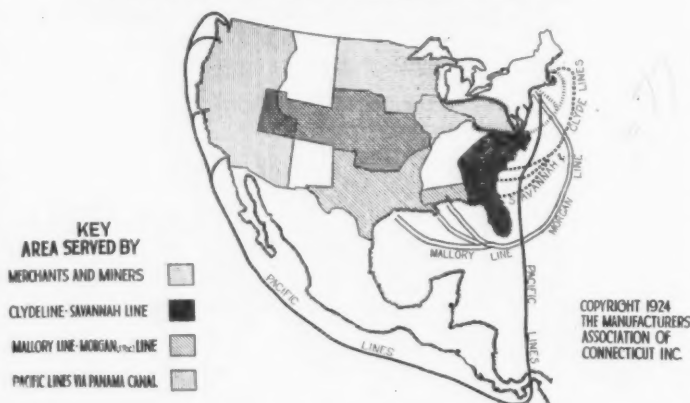 CLYDE LINES
SAVANNAH &
MORGAN LINE
MALLORY LINE
PACIFIC LINES
PACIFIC LINES
KEY
AREA SERVED BY
MERCHANTS AND MINERS
CLYDELINE-SAVANNAH LINE
MALLORY LINE-MORGAN LINE
PACIFIC LINES VIA PANAMA CANAL
COPYRIGHT 1924
THE MANUFACTURERS
ASSOCIATION OF
CONNECTICUT INC.